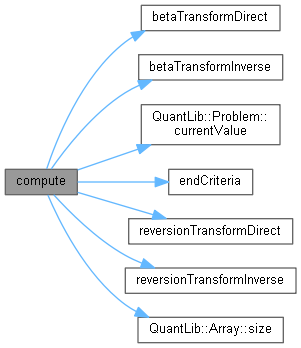 betaTransformDirect
betaTransformInverse
QuantLib::Problem::
currentValue
compute
endCriteria
reversionTransformDirect
reversionTransformInverse
QuantLib::Array::size